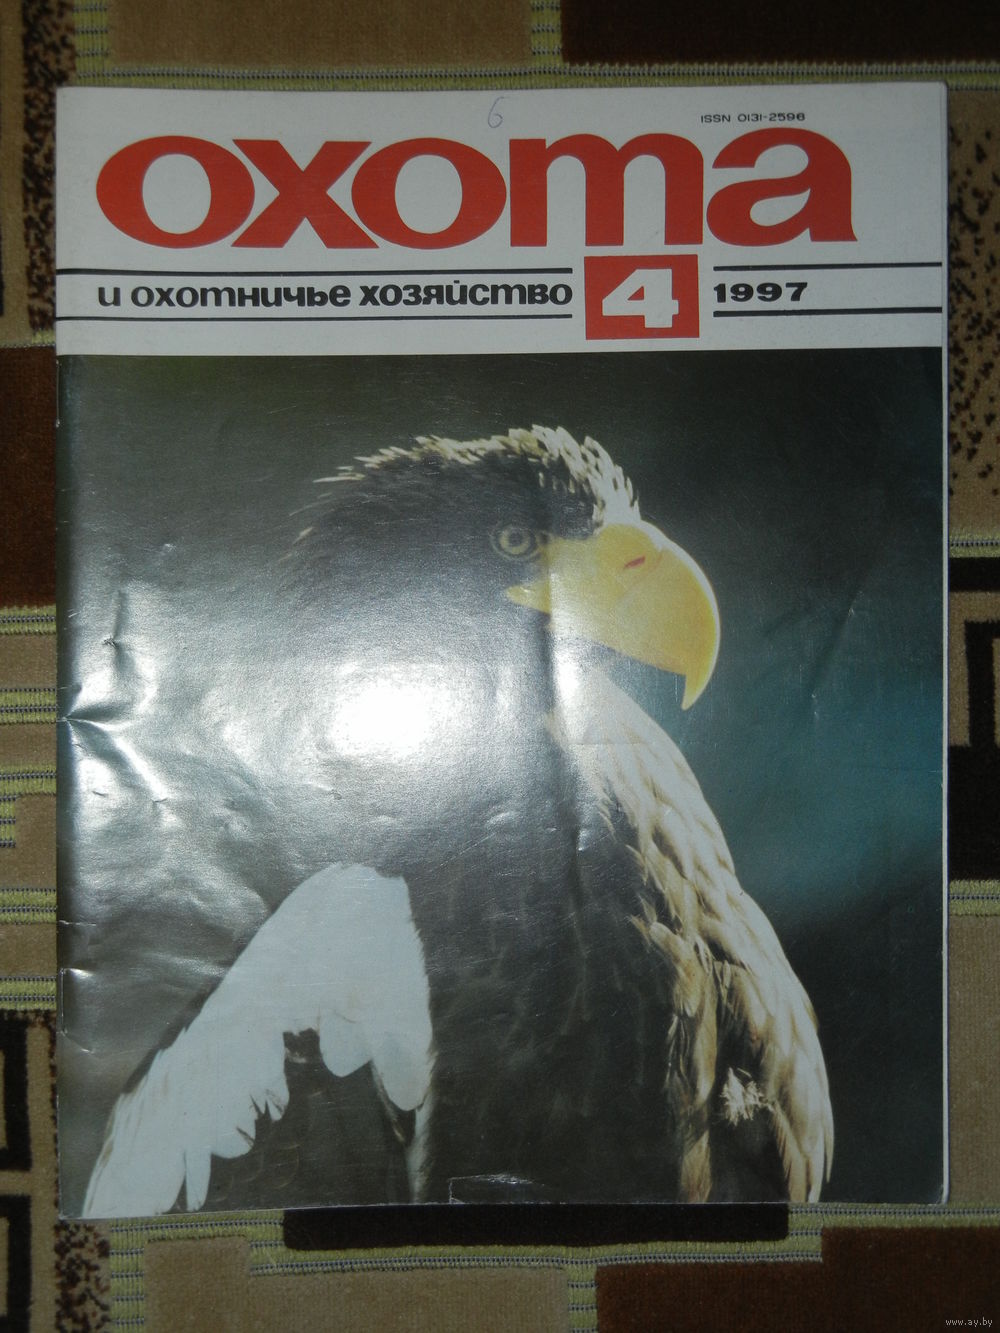 6
ISSN 0131-2596
охота
и охотничье хозяйство 4 1997
www.ay.by